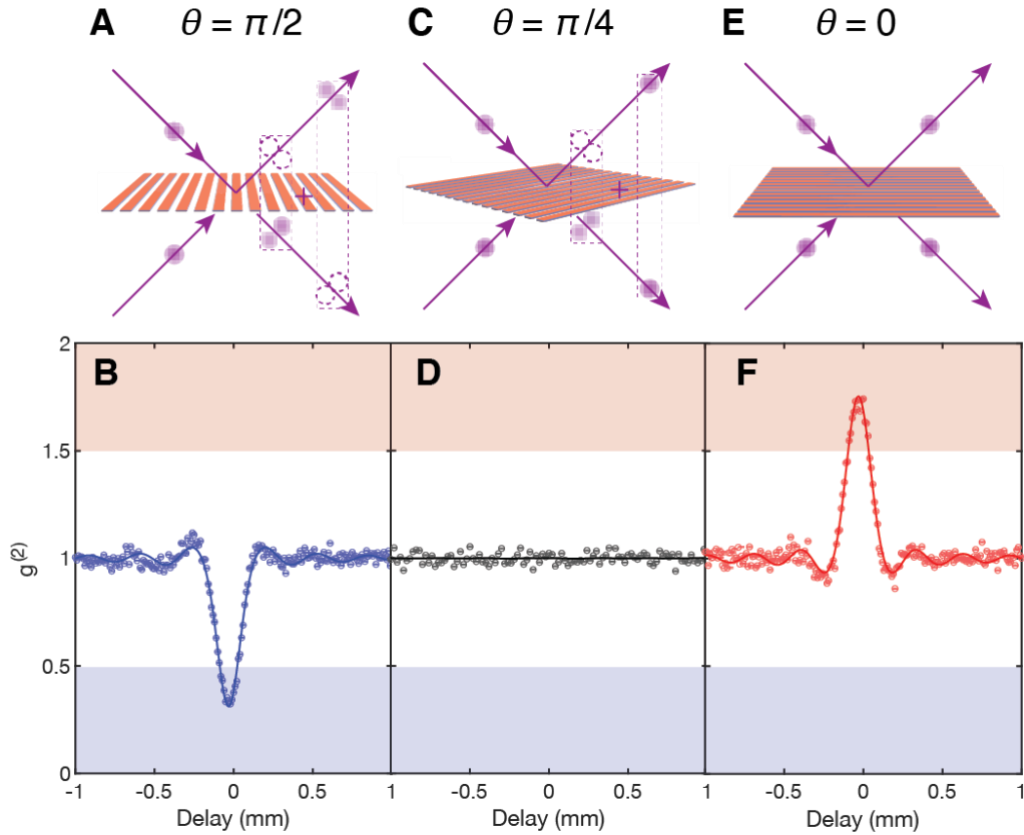 A θ = π/2
C θ = π/4
E θ = 0
+
+
B
D
F
2
1.5
1
0.5
0
g(2)
-1 -0.5 0 0.5 1 -0.5 0 0.5 1 -0.5 0 0.5 1
Delay (mm) Delay (mm) Delay (mm)